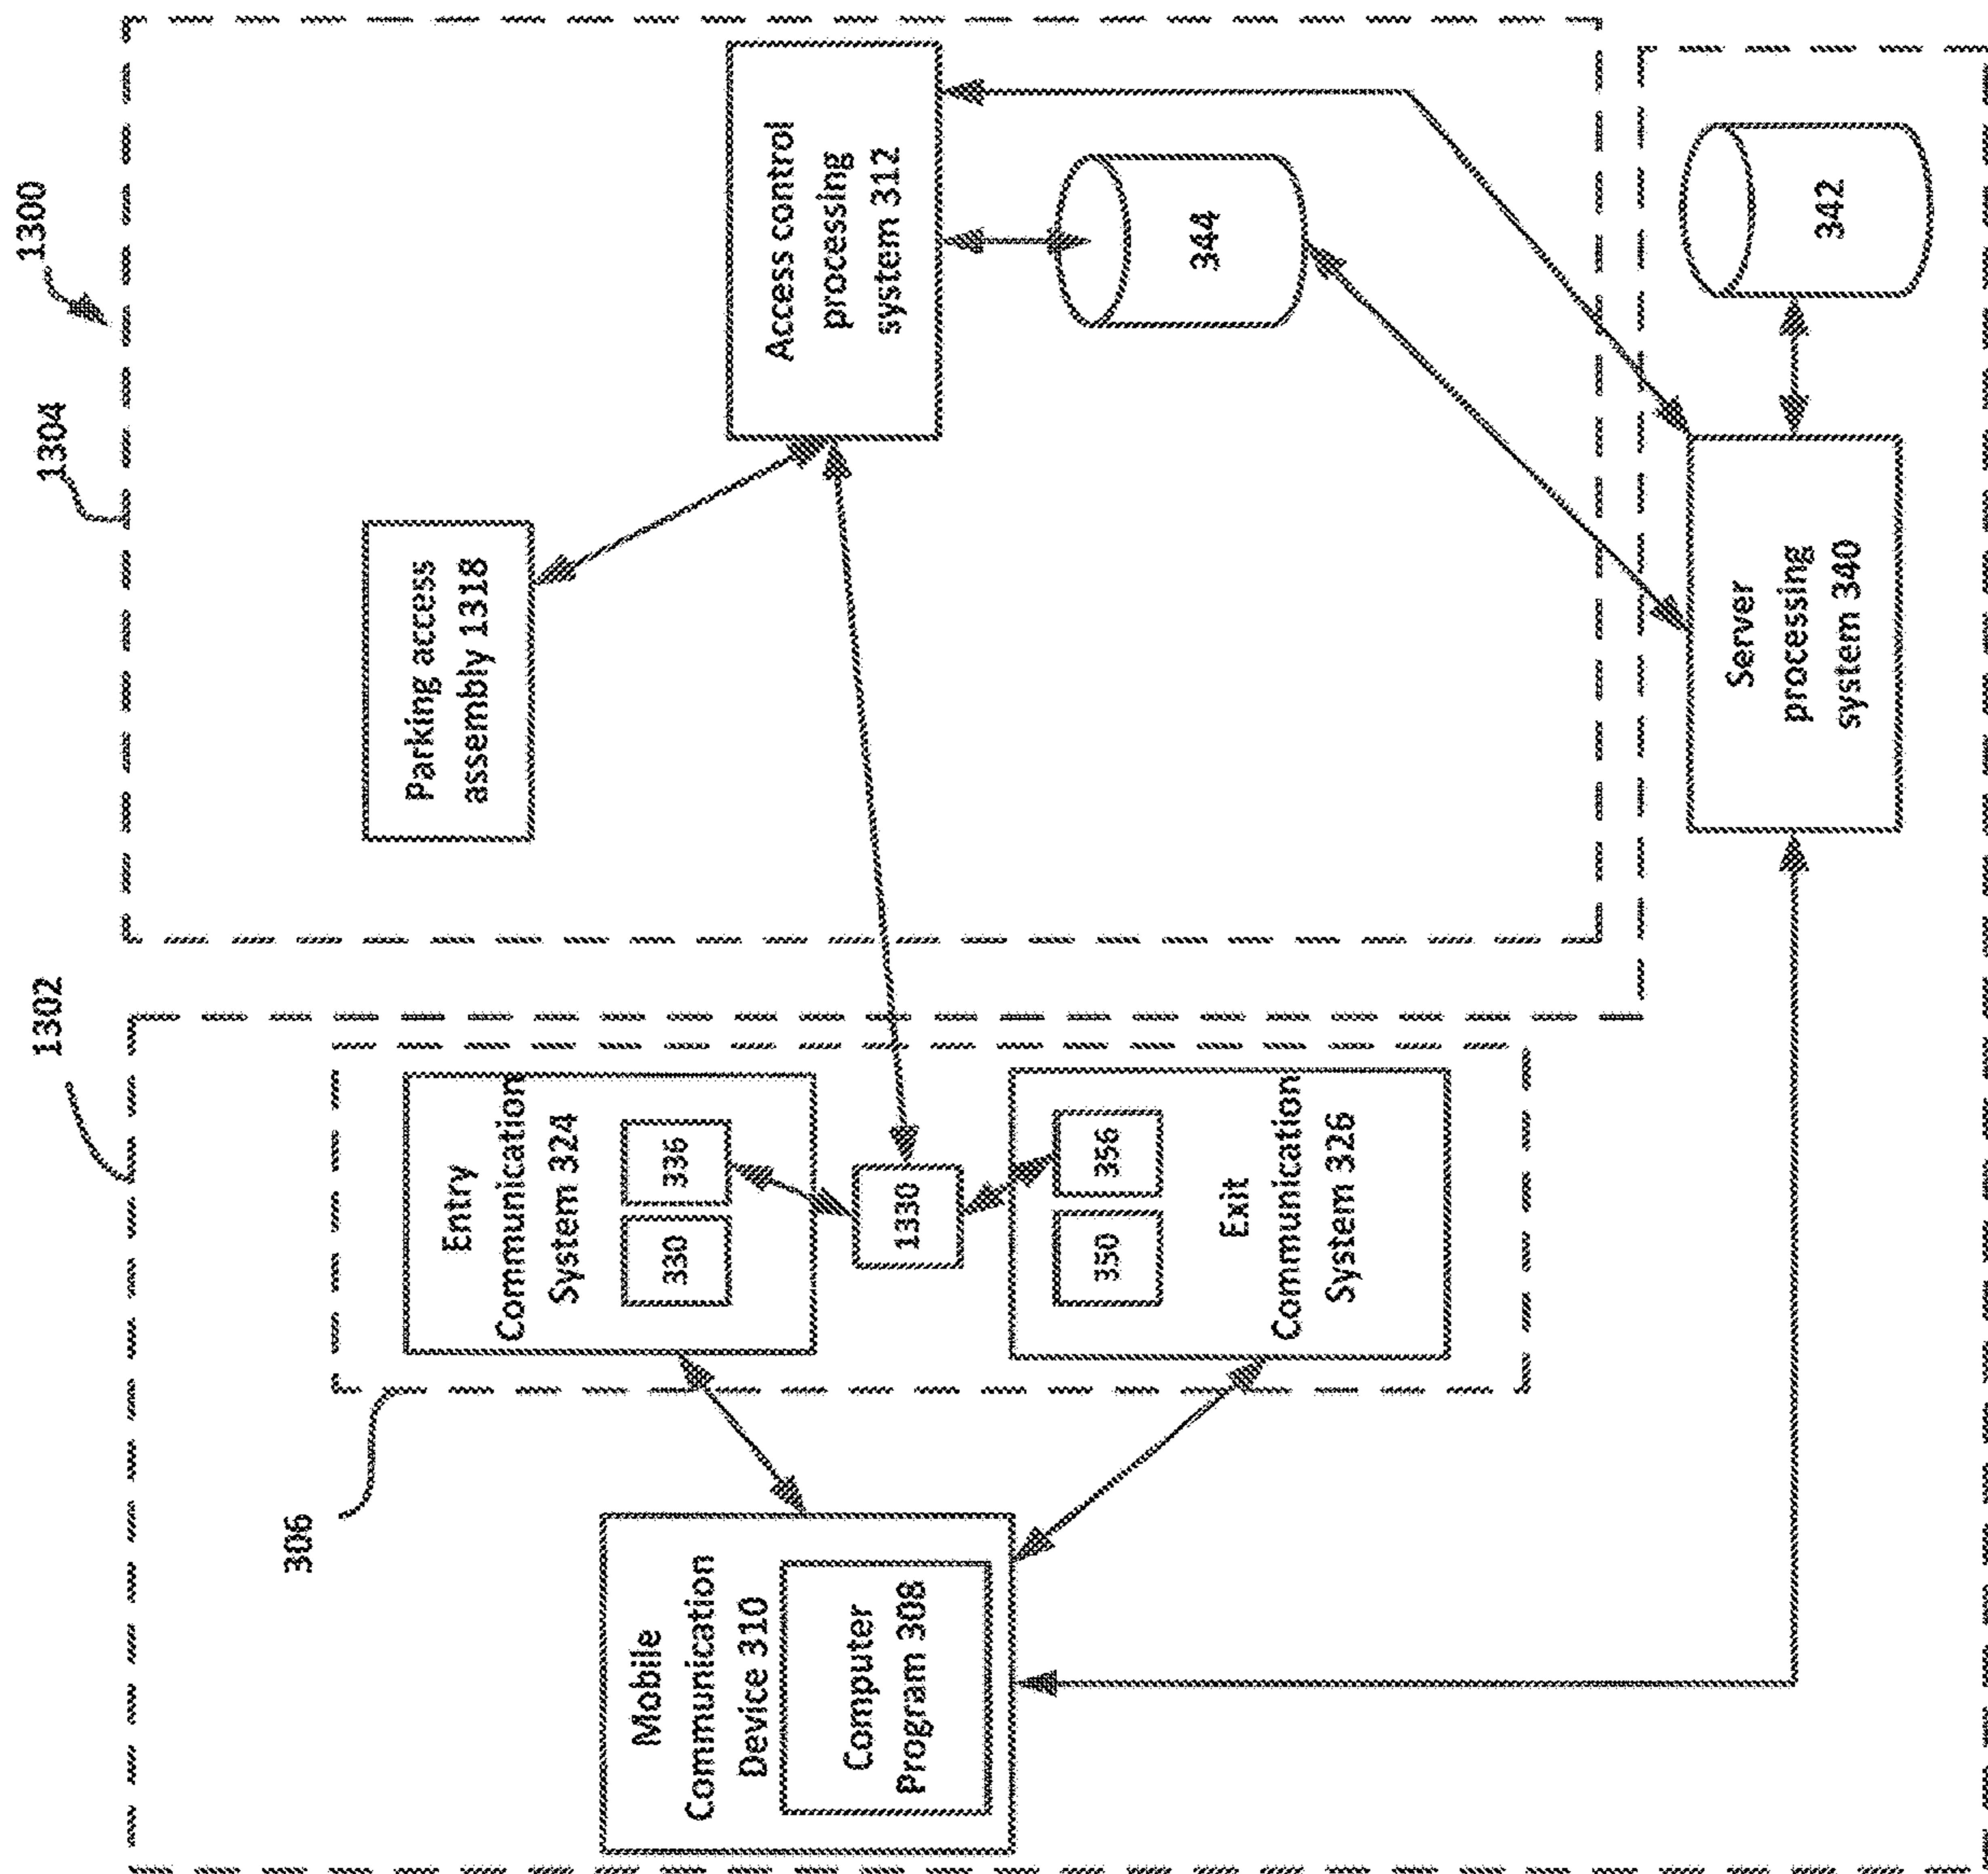 1300
1304
1302
306
Parking access
assembly 1318
Access control
processing
system 312
344
342
Server
processing
system 340
Entry
Communication
System 324
330
336
1330
350
356
Exit
Communication
System 326
Mobile
Communication
Device 310
Computer
Program 308